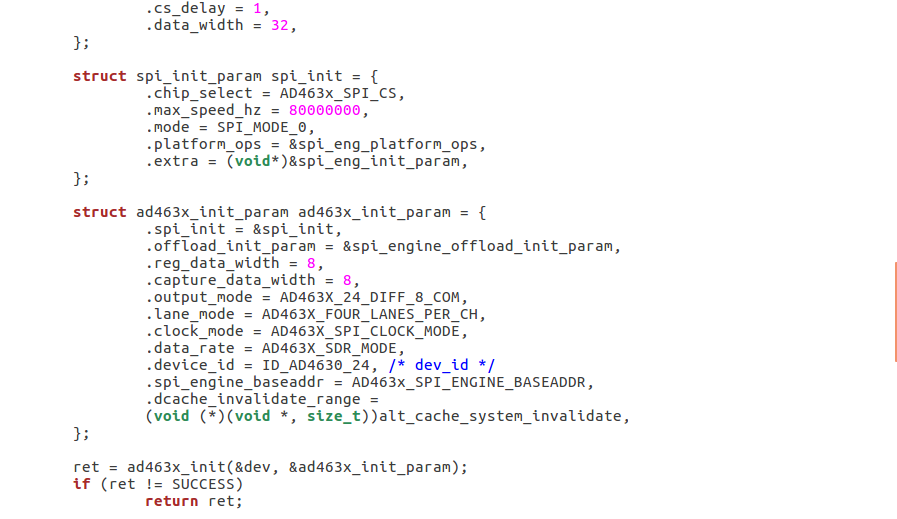 .cs_delay = 1,
.data_width = 32,
};
struct spi_init_param spi_init = {
.chip_select = AD463x_SPI_CS,
.max_speed_hz = 80000000,
.mode = SPI_MODE_0,
.platform_ops = &spi_eng_platform_ops,
.extra = (void*)&spi_eng_init_param,
};
struct ad463x_init_param ad463x_init_param = {
.spi_init = &spi_init,
.offload_init_param = &spi_engine_offload_init_param,
.reg_data_width = 8,
.capture_data_width = 8,
.output_mode = AD463X_24_DIFF_8_COM,
.lane_mode = AD463X_FOUR_LANES_PER_CH,
.clock_mode = AD463X_SPI_CLOCK_MODE,
.data_rate = AD463X_SDR_MODE,
.device_id = ID_AD4630_24, /* dev_id */
.spi_engine_baseaddr = AD463x_SPI_ENGINE_BASEADDR,
.dcache_invalidate_range =
(void (*)(void *, size_t))alt_cache_system_invalidate,
};
ret = ad463x_init(&dev, &ad463x_init_param);
if (ret != SUCCESS)
return ret;